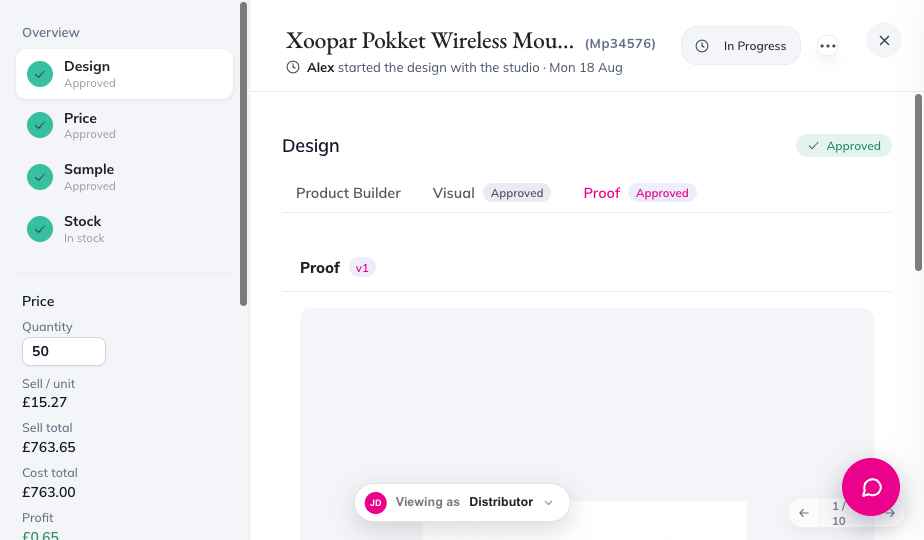 Overview
Design
Approved
Price
Approved
Sample
Approved
Stock
In stock
Price
Quantity
50
Sell / unit
£15.27
Sell total
£763.65
Cost total
£763.00
Profit
£0.65
Xoopar Pokket Wireless Mou... (Mp34576)
Alex started the design with the studio · Mon 18 Aug
In Progress
Design
Approved
Product Builder Visual Approved Proof Approved
Proof v1
JD Viewing as Distributor
1 /
10